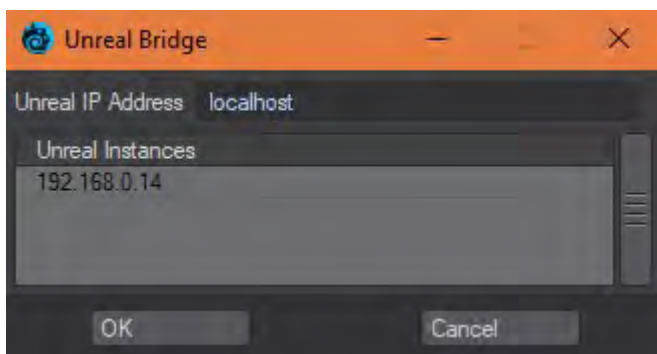 Unreal Bridge
Unreal IP Address localhost
Unreal Instances
192.168.0.14
OK Cancel